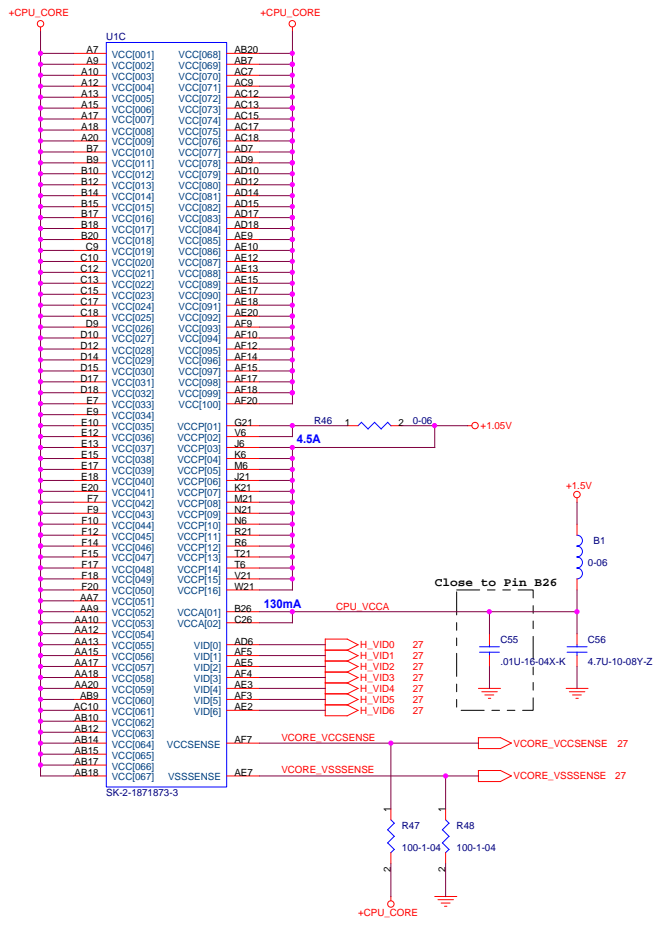 +CPU_CORE +CPU_CORE
U1C
A7 VCC[001] VCC[068] AB20
A9 VCC[002] VCC[069] AB7
A10 VCC[003] VCC[070] AC7
A12 VCC[004] VCC[071] AC9
A13 VCC[005] VCC[072] AC12
A15 VCC[006] VCC[073] AC13
A17 VCC[007] VCC[074] AC15
A18 VCC[008] VCC[075] AC17
A20 VCC[009] VCC[076] AC18
B7 VCC[010] VCC[077] AD7
B9 VCC[011] VCC[078] AD9
B10 VCC[012] VCC[079] AD10
B12 VCC[013] VCC[080] AD12
B14 VCC[014] VCC[081] AD14
B15 VCC[015] VCC[082] AD15
B17 VCC[016] VCC[083] AD17
B18 VCC[017] VCC[084] AD18
B20 VCC[018] VCC[085] AE9
C9 VCC[019] VCC[086] AE10
C10 VCC[020] VCC[087] AE12
C12 VCC[021] VCC[088] AE13
C13 VCC[022] VCC[089] AE15
C15 VCC[023] VCC[090] AE17
C17 VCC[024] VCC[091] AE18
C18 VCC[025] VCC[092] AE20
D9 VCC[026] VCC[093] AF9
D10 VCC[027] VCC[094] AF10
D12 VCC[028] VCC[095] AF12
D14 VCC[029] VCC[096] AF14
D15 VCC[030] VCC[097] AF15
D17 VCC[031] VCC[098] AF17
D18 VCC[032] VCC[099] AF18
E7 VCC[033] VCC[100] AF20
E9 VCC[034]
E10 VCC[035] VCCP[01] G21 R46 1 2 0-06 +1.05V
E12 VCC[036] VCCP[02] V6
E13 VCC[037] VCCP[03] J6 4.5A
E15 VCC[038] VCCP[04] K6
E17 VCC[039] VCCP[05] M6
E18 VCC[040] VCCP[06] J21
E20 VCC[041] VCCP[07] K21
F7 VCC[042] VCCP[08] M21
F9 VCC[043] VCCP[09] N21
F10 VCC[044] VCCP[10] N6
F12 VCC[045] VCCP[11] R21
F14 VCC[046] VCCP[12] R6
F15 VCC[047] VCCP[13] T21
F17 VCC[048] VCCP[14] T6
F18 VCC[049] VCCP[15] V21
F20 VCC[050] VCCP[16] W21
AA7 VCC[051]
AA9 VCC[052] VCCA[01] B26 130mA CPU_VCCA
AA10 VCC[053] VCCA[02] C26
AA12 VCC[054]
AA13 VCC[055] VID[0] AD6 H_VID0 27
AA15 VCC[056] VID[1] AF5 H_VID1 27
AA17 VCC[057] VID[2] AE5 H_VID2 27
AA18 VCC[058] VID[3] AF4 H_VID3 27
AA20 VCC[059] VID[4] AE3 H_VID4 27
AB9 VCC[060] VID[5] AF3 H_VID5 27
AC10 VCC[061] VID[6] AE2 H_VID6 27
AB10 VCC[062]
AB12 VCC[063]
AB14 VCC[064] VCCSENSE AF7 VCORE_VCCSENSE VCORE_VCCSENSE 27
AB15 VCC[065]
AB17 VCC[066]
AB18 VCC[067] VSSSENSE AE7 VCORE_VSSSENSE VCORE_VSSSENSE 27
SK-2-1871873-3
+1.5V
B1
0-06
Close to Pin B26
C55
.01U-16-04X-K
C56
4.7U-10-08Y-Z
1 1
R47 R48
100-1-04 100-1-04
2 2
+CPU_CORE